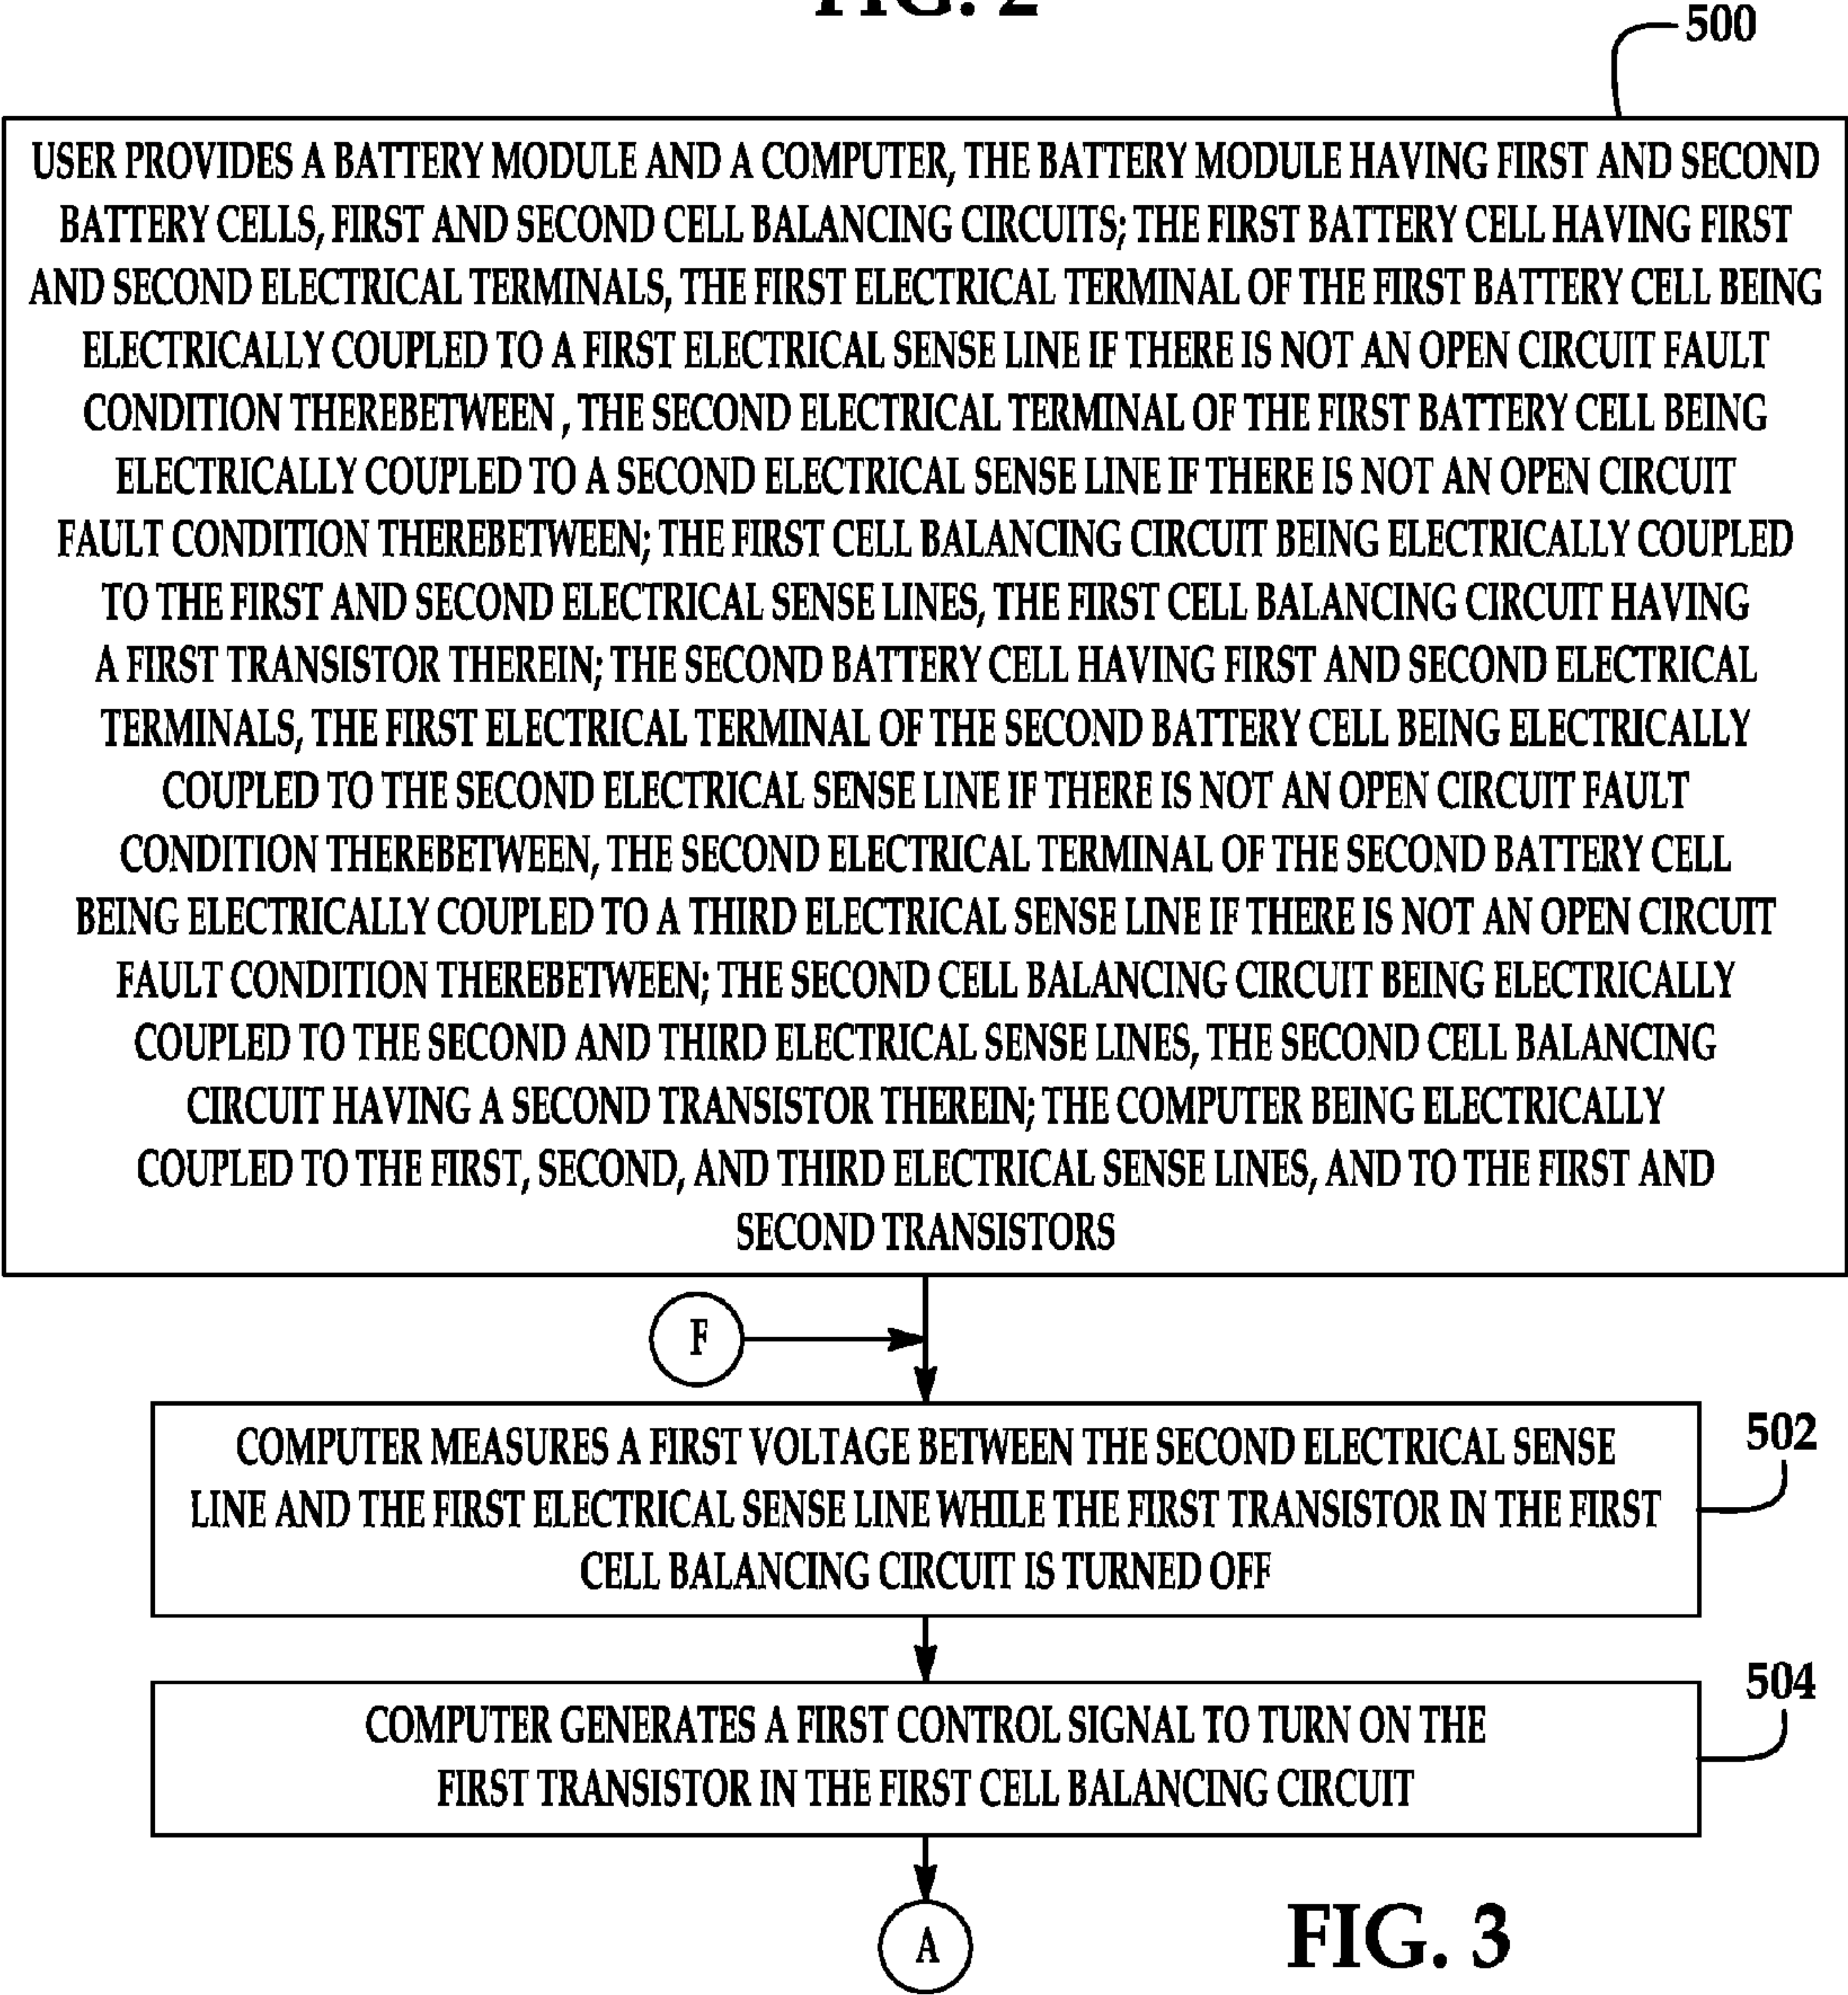 FIG. 2
500
USER PROVIDES A BATTERY MODULE AND A COMPUTER, THE BATTERY MODULE HAVING FIRST AND SECOND
BATTERY CELLS, FIRST AND SECOND CELL BALANCING CIRCUITS; THE FIRST BATTERY CELL HAVING FIRST
AND SECOND ELECTRICAL TERMINALS, THE FIRST ELECTRICAL TERMINAL OF THE FIRST BATTERY CELL BEING
ELECTRICALLY COUPLED TO A FIRST ELECTRICAL SENSE LINE IF THERE IS NOT AN OPEN CIRCUIT FAULT
CONDITION THEREBETWEEN , THE SECOND ELECTRICAL TERMINAL OF THE FIRST BATTERY CELL BEING
ELECTRICALLY COUPLED TO A SECOND ELECTRICAL SENSE LINE IF THERE IS NOT AN OPEN CIRCUIT
FAULT CONDITION THEREBETWEEN; THE FIRST CELL BALANCING CIRCUIT BEING ELECTRICALLY COUPLED
TO THE FIRST AND SECOND ELECTRICAL SENSE LINES, THE FIRST CELL BALANCING CIRCUIT HAVING
A FIRST TRANSISTOR THEREIN; THE SECOND BATTERY CELL HAVING FIRST AND SECOND ELECTRICAL
TERMINALS, THE FIRST ELECTRICAL TERMINAL OF THE SECOND BATTERY CELL BEING ELECTRICALLY
COUPLED TO THE SECOND ELECTRICAL SENSE LINE IF THERE IS NOT AN OPEN CIRCUIT FAULT
CONDITION THEREBETWEEN, THE SECOND ELECTRICAL TERMINAL OF THE SECOND BATTERY CELL
BEING ELECTRICALLY COUPLED TO A THIRD ELECTRICAL SENSE LINE IF THERE IS NOT AN OPEN CIRCUIT
FAULT CONDITION THEREBETWEEN; THE SECOND CELL BALANCING CIRCUIT BEING ELECTRICALLY
COUPLED TO THE SECOND AND THIRD ELECTRICAL SENSE LINES, THE SECOND CELL BALANCING
CIRCUIT HAVING A SECOND TRANSISTOR THEREIN; THE COMPUTER BEING ELECTRICALLY
COUPLED TO THE FIRST, SECOND, AND THIRD ELECTRICAL SENSE LINES, AND TO THE FIRST AND
SECOND TRANSISTORS
F
COMPUTER MEASURES A FIRST VOLTAGE BETWEEN THE SECOND ELECTRICAL SENSE
LINE AND THE FIRST ELECTRICAL SENSE LINE WHILE THE FIRST TRANSISTOR IN THE FIRST
CELL BALANCING CIRCUIT IS TURNED OFF
502
COMPUTER GENERATES A FIRST CONTROL SIGNAL TO TURN ON THE
FIRST TRANSISTOR IN THE FIRST CELL BALANCING CIRCUIT
504
A
FIG. 3